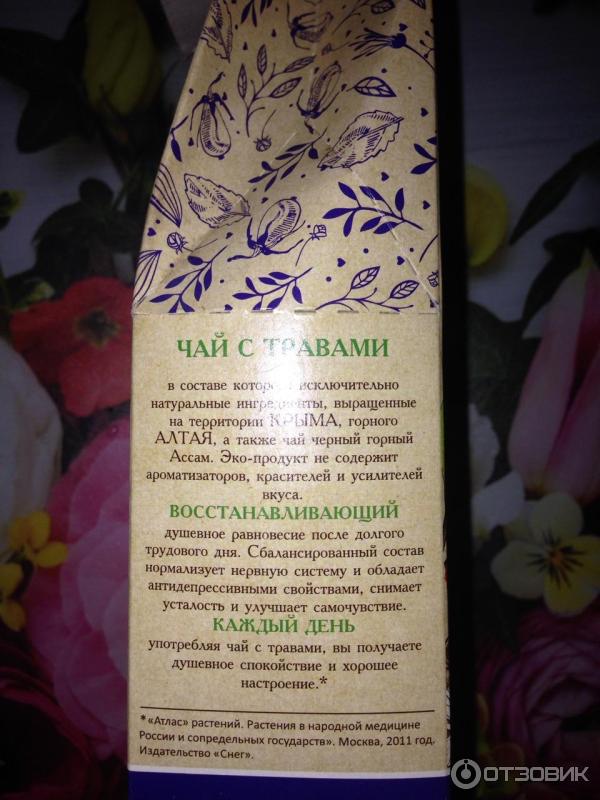 ЧАЙ С ТРАВАМИ
в составе которого исключительно
натуральные ингредиенты, выращенные
на территории КРЫМА, горного
АЛТАЯ, а также чай черный горный
Ассам. Эко-продукт не содержит
ароматизаторов, красителей и усилителей
вкуса.
ВОССТАНАВЛИВАЮЩИЙ
душевное равновесие после долгого
трудового дня. Сбалансированный состав
нормализует нервную систему и обладает
антидепрессивными свойствами, снимает
усталость и улучшает самочувствие.
КАЖДЫЙ ДЕНЬ
употребляя чай с травами, вы получаете
душевное спокойствие и хорошее
настроение.*
*«Атлас» растений. Растения в народной медицине
России и сопредельных государств». Москва, 2011 год.
Издательство «Снег».
ОТЗОВИК